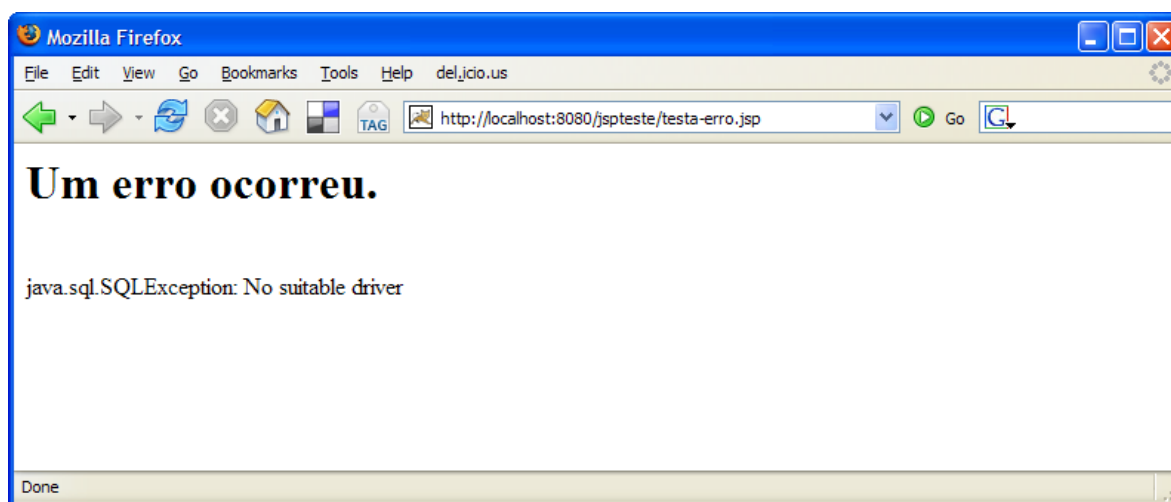 Mozilla Firefox
File Edit View Go Bookmarks Tools Help del.icio.us
TAG http://localhost:8080/jspteste/testa-erro.jsp Go G
Um erro ocorreu.
java.sql.SQLException: No suitable driver
Done